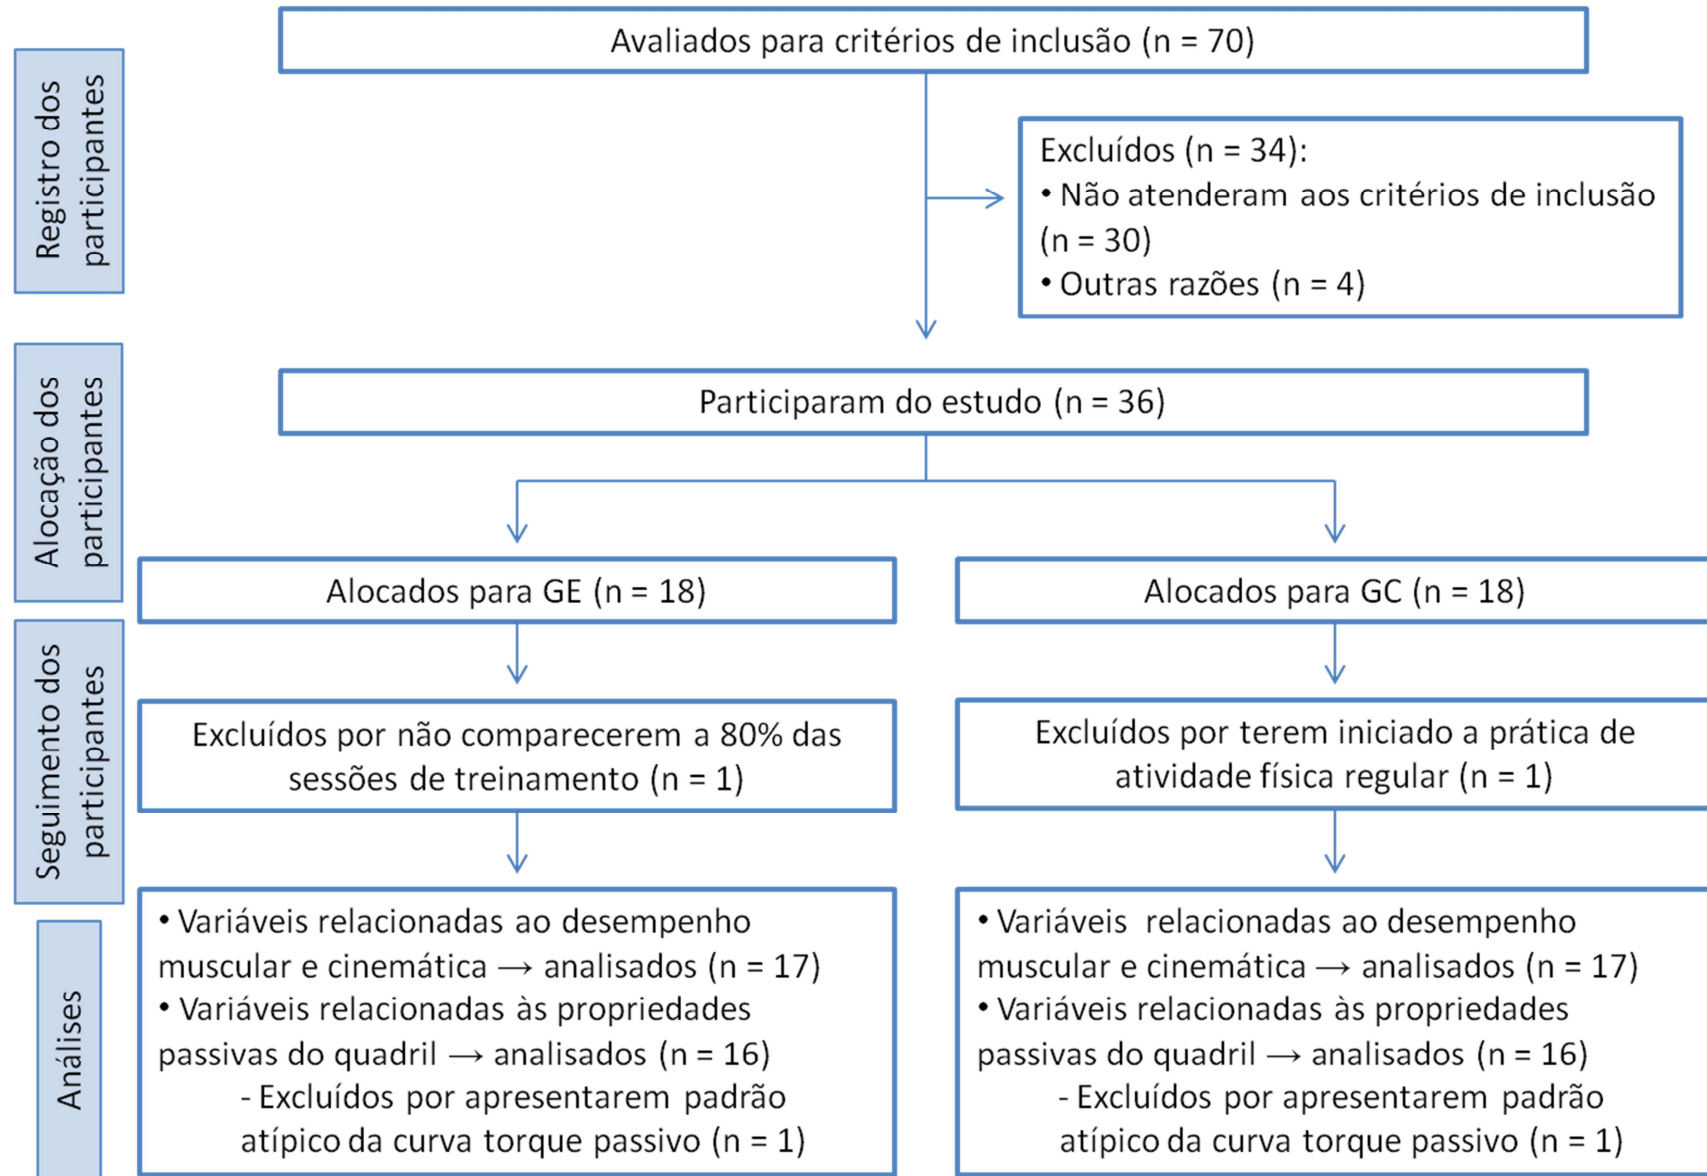 Avaliados para critérios de inclusão (n = 70)
Registro dos
participantes
Excluídos (n = 34):
• Não atenderam aos critérios de inclusão
(n = 30)
• Outras razões (n = 4)
Alocação dos
participantes
Participaram do estudo (n = 36)
Alocados para GE (n = 18)
Alocados para GC (n = 18)
Seguimento dos
participantes
Excluídos por não comparecerem a 80% das
sessões de treinamento (n = 1)
Excluídos por terem iniciado a prática de
atividade física regular (n = 1)
Análises
• Variáveis relacionadas ao desempenho
muscular e cinemática → analisados (n = 17)
• Variáveis relacionadas às propriedades
passivas do quadril → analisados (n = 16)
- Excluídos por apresentarem padrão
atípico da curva torque passivo (n = 1)
• Variáveis relacionadas ao desempenho
muscular e cinemática → analisados (n = 17)
• Variáveis relacionadas às propriedades
passivas do quadril → analisados (n = 16)
- Excluídos por apresentarem padrão
atípico da curva torque passivo (n = 1)